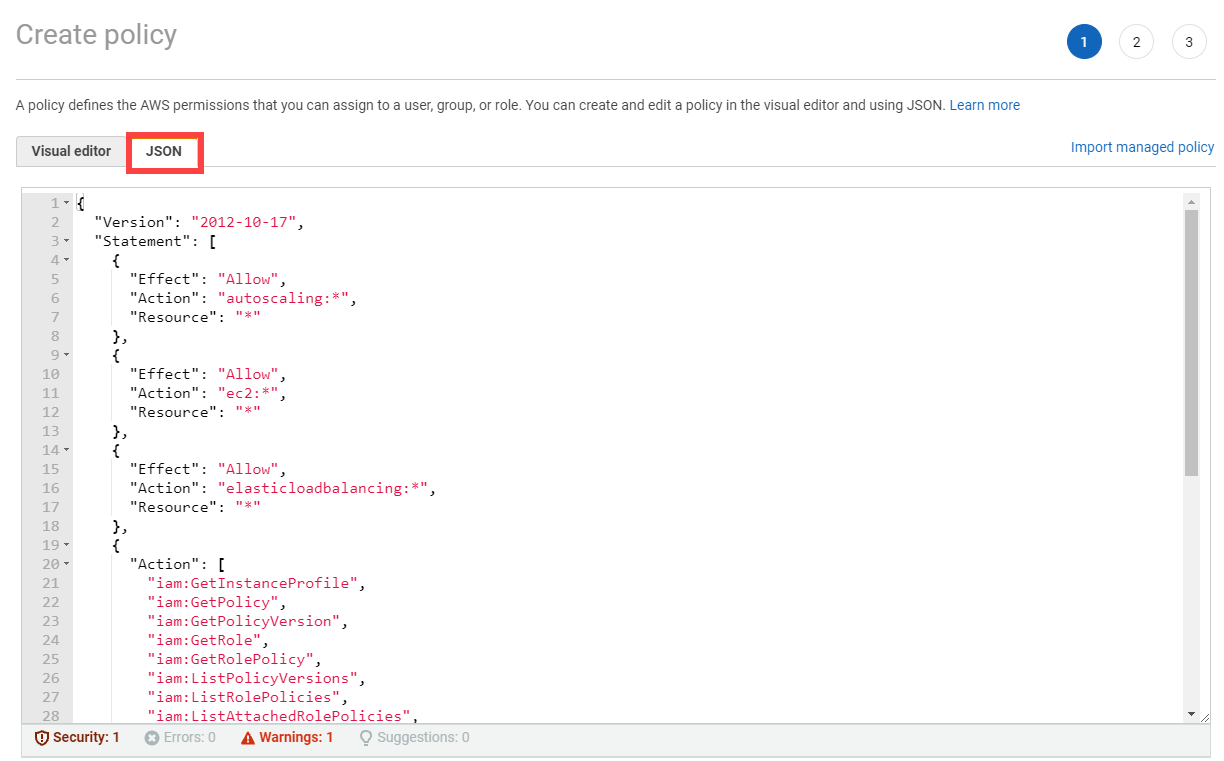 Create policy
1 2 3
A policy defines the AWS permissions that you can assign to a user, group, or role. You can create and edit a policy in the visual editor and using JSON. Learn more
Visual editor JSON Import managed policy
1 {
2 "Version": "2012-10-17",
3 "Statement": [
4 {
5 "Effect": "Allow",
6 "Action": "autoscaling:*",
7 "Resource": "*"
8 },
9 {
10 "Effect": "Allow",
11 "Action": "ec2:*",
12 "Resource": "*"
13 },
14 {
15 "Effect": "Allow",
16 "Action": "elasticloadbalancing:*",
17 "Resource": "*"
18 },
19 {
20 "Action": [
21 "iam:GetInstanceProfile",
22 "iam:GetPolicy",
23 "iam:GetPolicyVersion",
24 "iam:GetRole",
25 "iam:GetRolePolicy",
26 "iam:ListPolicyVersions",
27 "iam:ListRolePolicies",
28 "iam:ListAttachedRolePolicies",
Security: 1 Errors: 0 Warnings: 1 Suggestions: 0